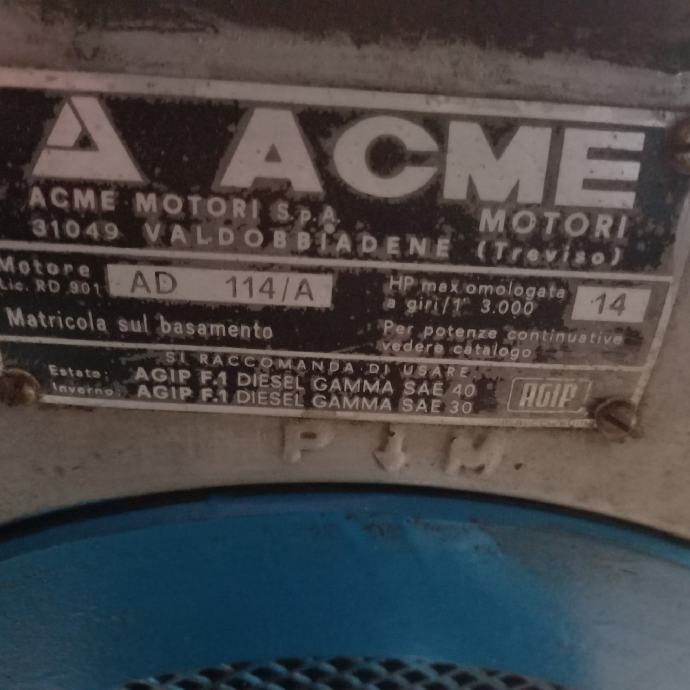 ACME
ACME MOTORI S.p.A.
MOTORI
31049 VALDOBBIADENE (Treviso)
Motore
Lic. RD 901
AD 114/A
HP max omologata
a giri/1' 3.000
14
Matricola sul basamento
Per potenze continuative
vedere catalogo
SI RACCOMANDA DI USARE
Estate: AGIP F.1 DIESEL GAMMA SAE 40
Inverno: AGIP F.1 DIESEL GAMMA SAE 30
AGIP
P I M